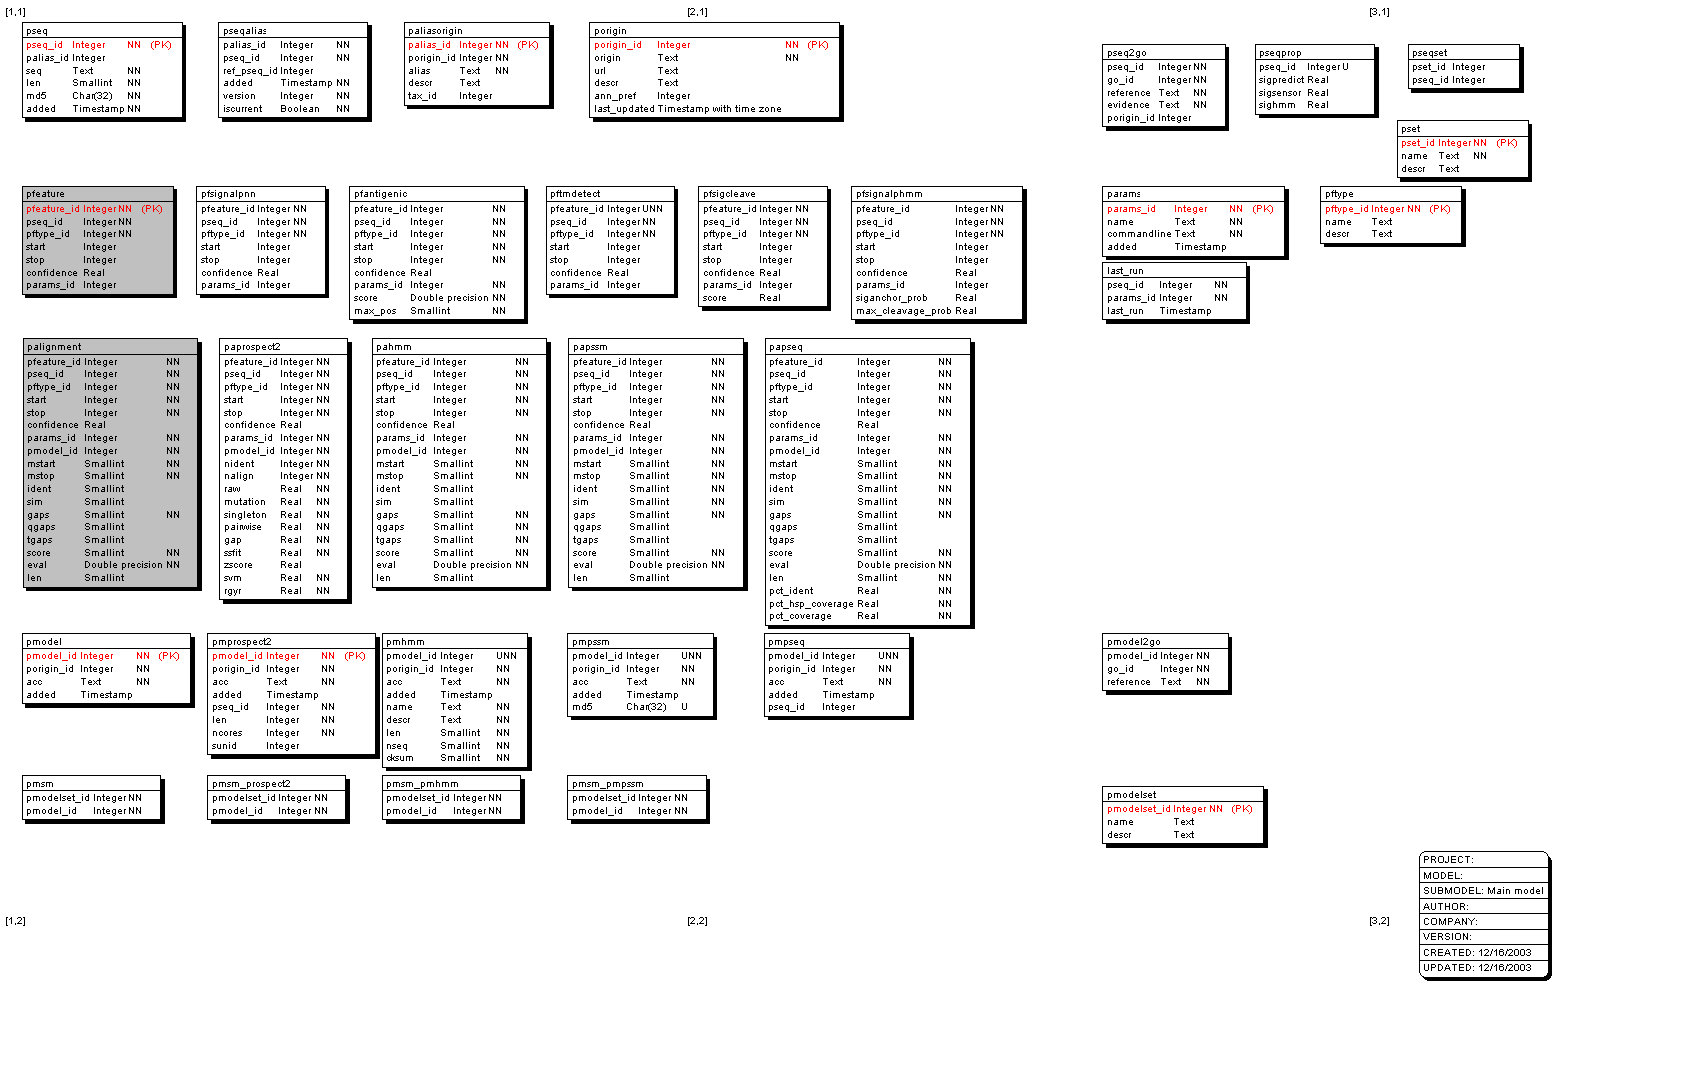 [1,1]
[2,1]
[3,1]
pseq
pseq_id Integer NN (PK)
palias_id Integer
seq Text NN
len Smallint NN
md5 Char(32) NN
added Timestamp NN
pseqalias
palias_id Integer NN
pseq_id Integer NN
ref_pseq_id Integer
added Timestamp NN
version Integer NN
iscurrent Boolean NN
paliasorigin
palias_id Integer NN (PK)
porigin_id Integer NN
alias Text NN
descr Text
tax_id Integer
porigin
porigin_id Integer NN (PK)
origin Text NN
url Text
descr Text
ann_pref Integer
last_updated Timestamp with time zone
pseq2go
pseq_id Integer NN
go_id Integer NN
reference Text NN
evidence Text NN
porigin_id Integer
pseqprop
pseq_id Integer U
sigpredict Real
sigsensor Real
sighmm Real
pseqset
pset_id Integer
pseq_id Integer
pset
pset_id Integer NN (PK)
name Text NN
descr Text
pfeature
pfeature_id Integer NN (PK)
pseq_id Integer NN
pftype_id Integer NN
start Integer
stop Integer
confidence Real
params_id Integer
pfsignalpnn
pfeature_id Integer NN
pseq_id Integer NN
pftype_id Integer NN
start Integer
stop Integer
confidence Real
params_id Integer
pfantigenic
pfeature_id Integer NN
pseq_id Integer NN
pftype_id Integer NN
start Integer NN
stop Integer NN
confidence Real
params_id Integer NN
score Double precision NN
max_pos Smallint NN
pftmdetect
pfeature_id Integer UNN
pseq_id Integer NN
pftype_id Integer NN
start Integer
stop Integer
confidence Real
params_id Integer
pfsigcleave
pfeature_id Integer NN
pseq_id Integer NN
pftype_id Integer NN
start Integer
stop Integer
confidence Real
params_id Integer
score Real
pfsignalphmm
pfeature_id Integer NN
pseq_id Integer NN
pftype_id Integer NN
start Integer
stop Integer
confidence Real
params_id Integer
siganchor_prob Real
max_cleavage_prob Real
params
params_id Integer NN (PK)
name Text NN
commandline Text NN
added Timestamp
pftype
pftype_id Integer NN (PK)
name Text NN
descr Text
last_run
pseq_id Integer NN
params_id Integer NN
last_run Timestamp
palignment
pfeature_id Integer NN
pseq_id Integer NN
pftype_id Integer NN
start Integer NN
stop Integer NN
confidence Real
params_id Integer NN
pmodel_id Integer NN
mstart Smallint NN
mstop Smallint NN
ident Smallint
sim Smallint
gaps Smallint NN
qgaps Smallint
tgaps Smallint
score Smallint NN
eval Double precision NN
len Smallint
paprospect2
pfeature_id Integer NN
pseq_id Integer NN
pftype_id Integer NN
start Integer NN
stop Integer NN
confidence Real
params_id Integer NN
pmodel_id Integer NN
nident Integer NN
nalign Integer NN
raw Real NN
mutation Real NN
singleton Real NN
pairwise Real NN
gap Real NN
ssfit Real NN
zscore Real
svm Real NN
rgyr Real NN
pahmm
pfeature_id Integer NN
pseq_id Integer NN
pftype_id Integer NN
start Integer NN
stop Integer NN
confidence Real
params_id Integer NN
pmodel_id Integer NN
mstart Smallint NN
mstop Smallint NN
ident Smallint
sim Smallint
gaps Smallint NN
qgaps Smallint NN
tgaps Smallint NN
score Smallint NN
eval Double precision NN
len Smallint
papssm
pfeature_id Integer NN
pseq_id Integer NN
pftype_id Integer NN
start Integer NN
stop Integer NN
confidence Real
params_id Integer NN
pmodel_id Integer NN
mstart Smallint NN
mstop Smallint NN
ident Smallint NN
sim Smallint NN
gaps Smallint NN
qgaps Smallint
tgaps Smallint
score Smallint NN
eval Double precision NN
len Smallint
papseq
pfeature_id Integer NN
pseq_id Integer NN
pftype_id Integer NN
start Integer NN
stop Integer NN
confidence Real
params_id Integer NN
pmodel_id Integer NN
mstart Smallint NN
mstop Smallint NN
ident Smallint NN
sim Smallint NN
gaps Smallint NN
qgaps Smallint
tgaps Smallint
score Smallint NN
eval Double precision NN
len Smallint NN
pct_ident Real NN
pct_hsp_coverage Real NN
pct_coverage Real NN
pmodel
pmodel_id Integer NN (PK)
porigin_id Integer NN
acc Text NN
added Timestamp
pmprospect2
pmodel_id Integer NN (PK)
porigin_id Integer NN
acc Text NN
added Timestamp
pseq_id Integer NN
len Integer NN
ncores Integer NN
sunid Integer
pmhmm
pmodel_id Integer UNN
porigin_id Integer NN
acc Text NN
added Timestamp
name Text NN
descr Text NN
len Smallint NN
nseq Smallint NN
cksum Smallint NN
pmpssm
pmodel_id Integer UNN
porigin_id Integer NN
acc Text NN
added Timestamp
md5 Char(32) U
pmpseq
pmodel_id Integer UNN
porigin_id Integer NN
acc Text NN
added Timestamp
pseq_id Integer
pmodel2go
pmodel_id Integer NN
go_id Integer NN
reference Text NN
pmsm
pmodelset_id Integer NN
pmodel_id Integer NN
pmsm_prospect2
pmodelset_id Integer NN
pmodel_id Integer NN
pmsm_pmhmm
pmodelset_id Integer NN
pmodel_id Integer NN
pmsm_pmpssm
pmodelset_id Integer NN
pmodel_id Integer NN
pmodelset
pmodelset_id Integer NN (PK)
name Text
descr Text
PROJECT:
MODEL:
SUBMODEL: Main model
AUTHOR:
COMPANY:
VERSION:
CREATED: 12/16/2003
UPDATED: 12/16/2003
[1,2]
[2,2]
[3,2]